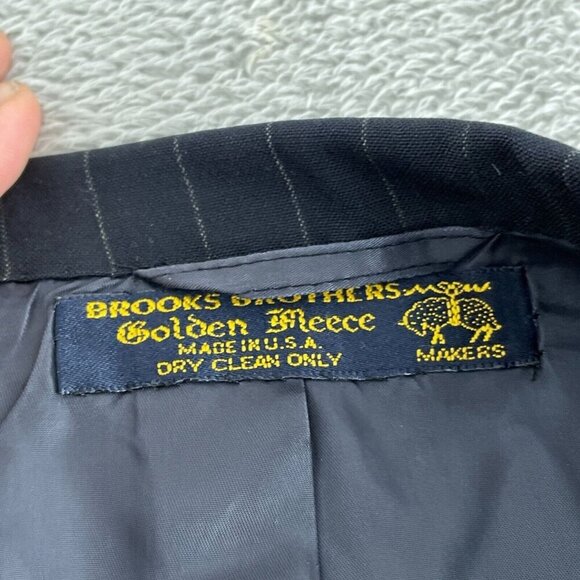 BROOKS BROTHERS
Golden Fleece
MADE IN U.S.A.
DRY CLEAN ONLY
MAKERS